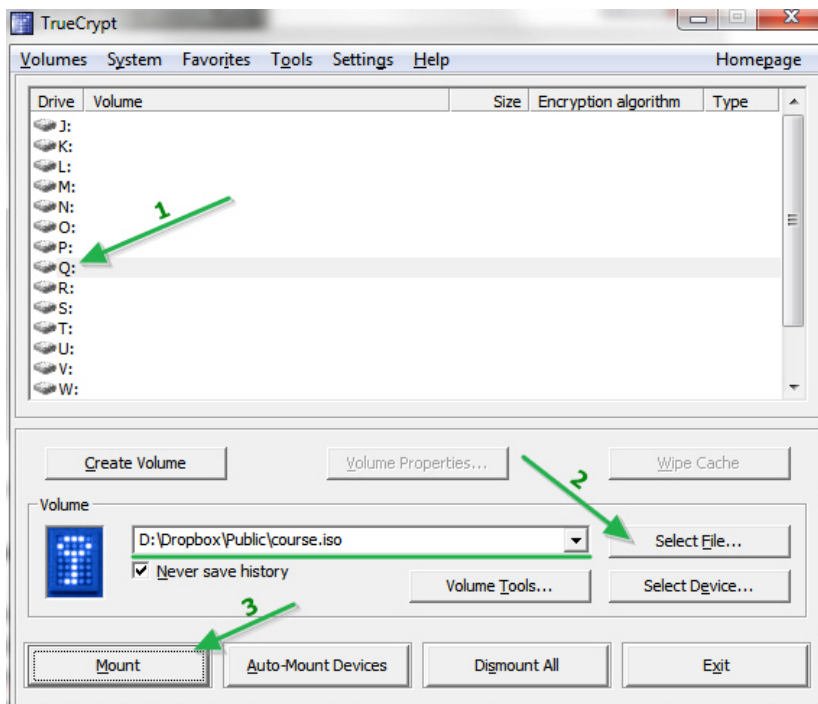 TrueCrypt
Volumes System Favorites Tools Settings Help Homepage
Drive Volume Size Encryption algorithm Type
J:
K:
L:
M:
N:
1
O:
P:
Q:
R:
S:
T:
U:
V:
W:
Create Volume Volume Properties... Wipe Cache
2
Volume
D:\Dropbox\Public\course.iso Select File...
Never save history
Volume Tools... Select Device...
3
Mount Auto-Mount Devices Dismount All Exit